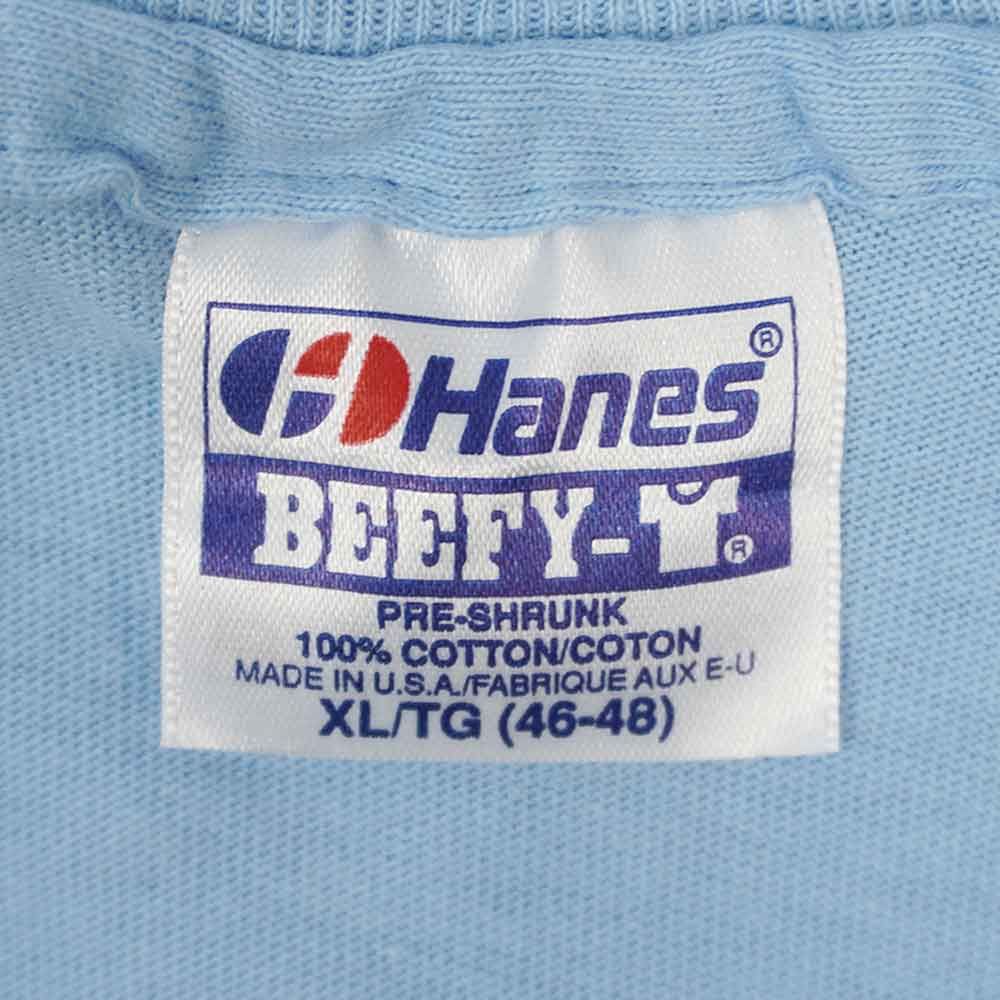 Hanes®
BEEFY-T®
PRE-SHRUNK
100% COTTON/COTON
MADE IN U.S.A./FABRIQUE AUX E-U
XL/TG (46-48)